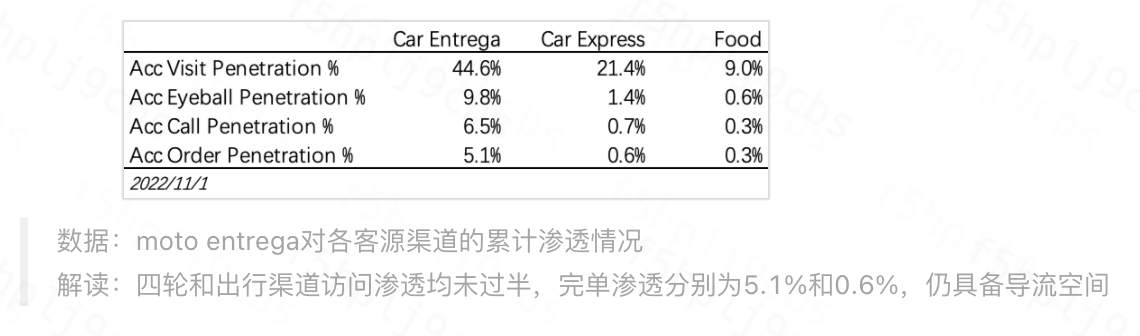 Car Entrega Car Express Food
Acc Visit Penetration % 44.6% 21.4% 9.0%
Acc Eyeball Penetration % 9.8% 1.4% 0.6%
Acc Call Penetration % 6.5% 0.7% 0.3%
Acc Order Penetration % 5.1% 0.6% 0.3%
2022/11/1
数据：moto entrega对各客源渠道的累计渗透情况
解读：四轮和出行渠道访问渗透均未过半，完单渗透分别为5.1%和0.6%，仍具备导流空间